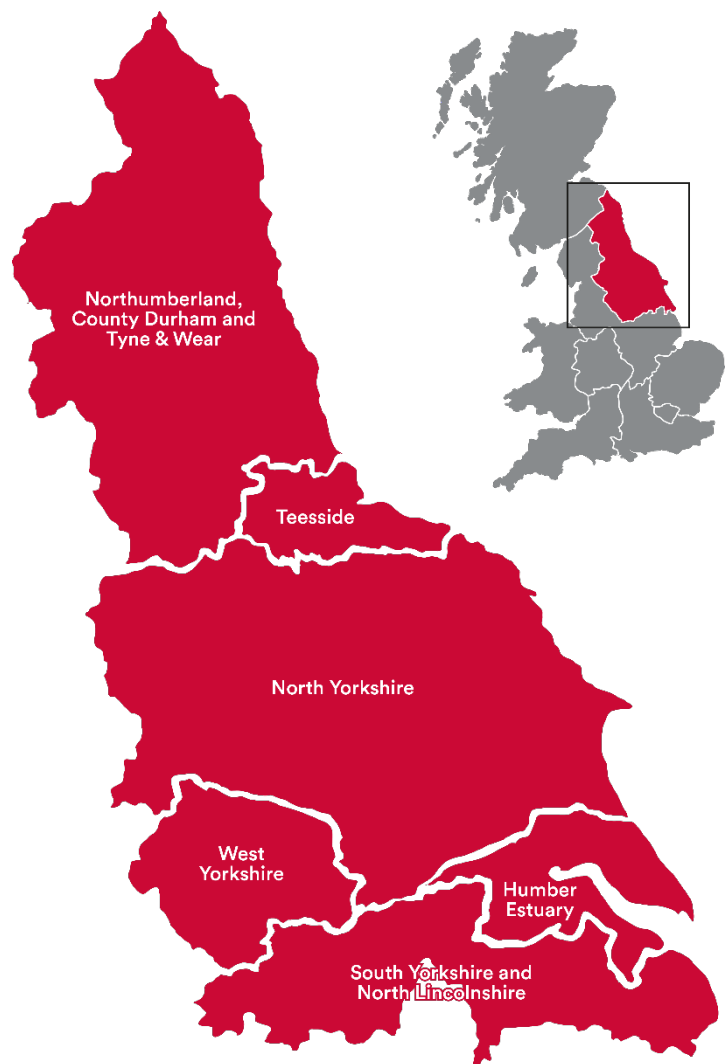 Northumberland,
County Durham and
Tyne & Wear
Teesside
North Yorkshire
West
Yorkshire
Humber
Estuary
South Yorkshire and
North Lincolnshire